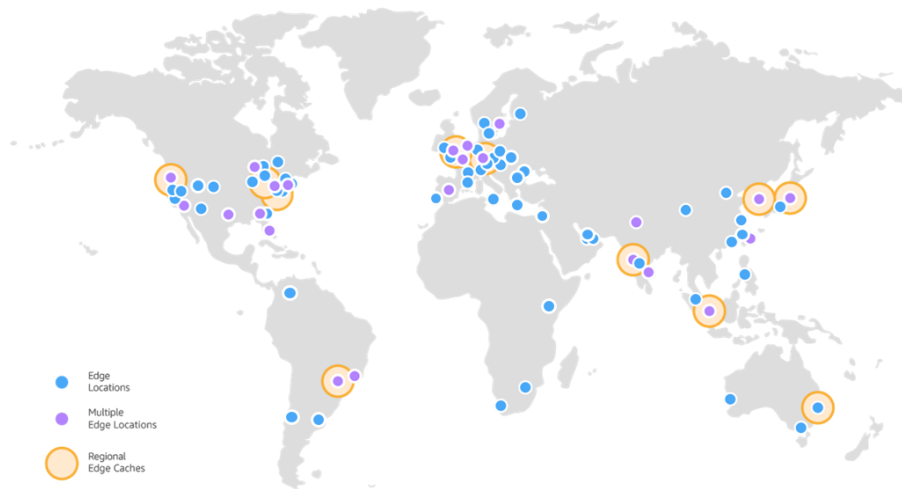 Edge
Locations
Multiple
Edge Locations
Regional
Edge Caches